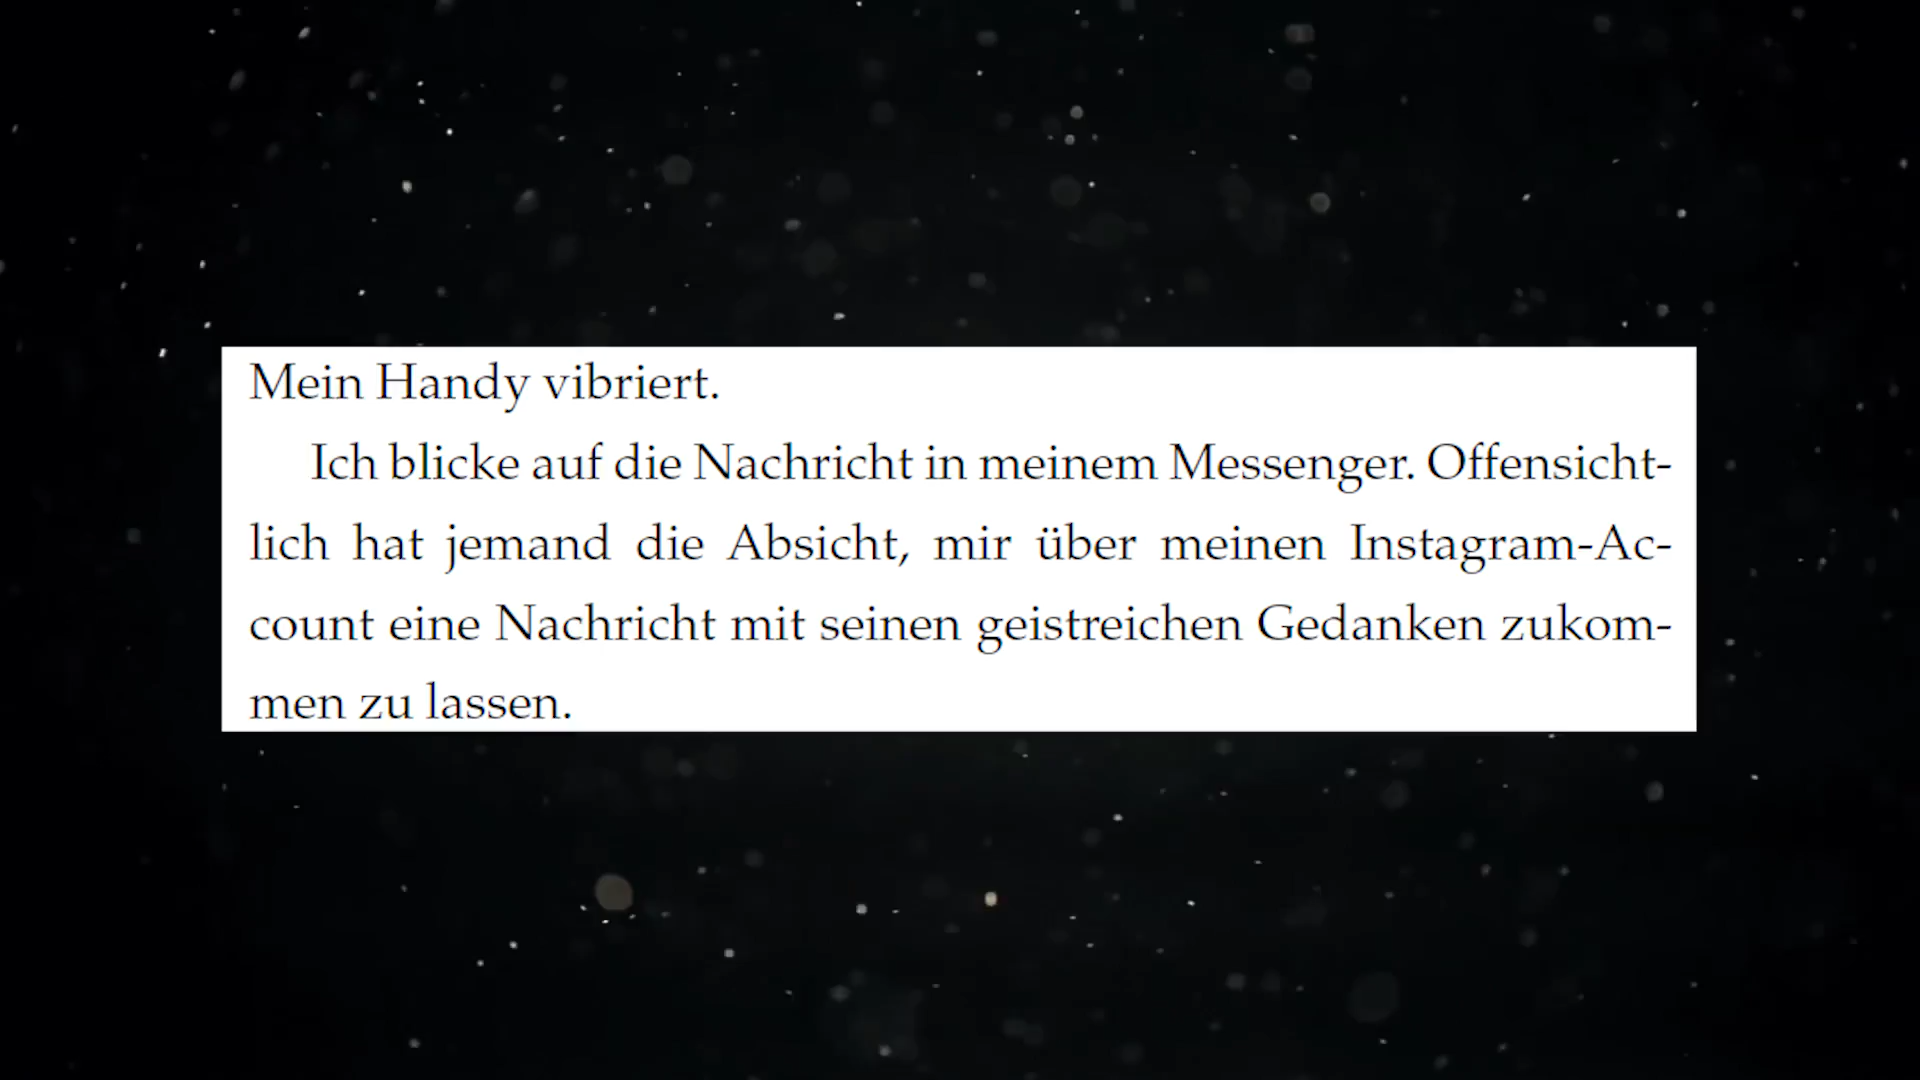 Mein Handy vibriert.
Ich blicke auf die Nachricht in meinem Messenger. Offensicht-
lich hat jemand die Absicht, mir über meinen Instagram-Ac-
count eine Nachricht mit seinen geistreichen Gedanken zukom-
men zu lassen.